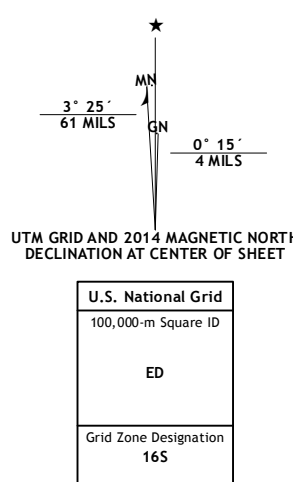 MN
3° 25´
61 MILS
GN
0° 15´
4 MILS
UTM GRID AND 2014 MAGNETIC NORTH
DECLINATION AT CENTER OF SHEET
U.S. National Grid
100,000-m Square ID
ED
Grid Zone Designation
16S